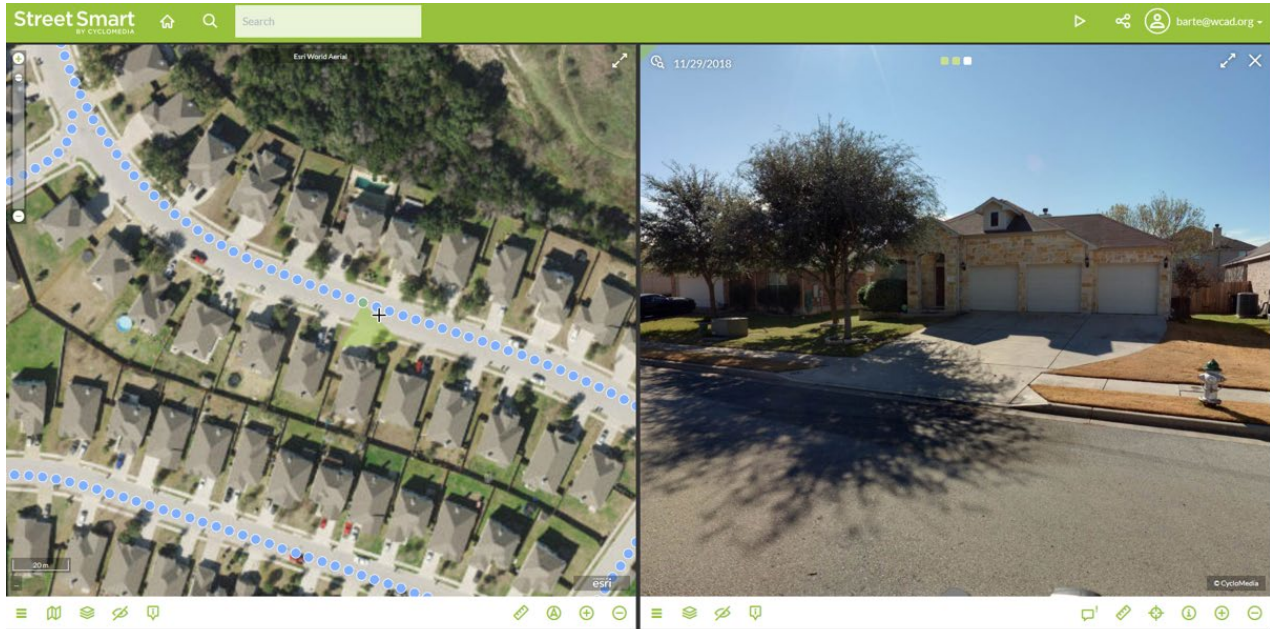 Street Smart
BY CYCLOMEDIA
Search
barte@wcad.org
Esri World Aerial
11/29/2018
20 m
esri
© CycloMedia